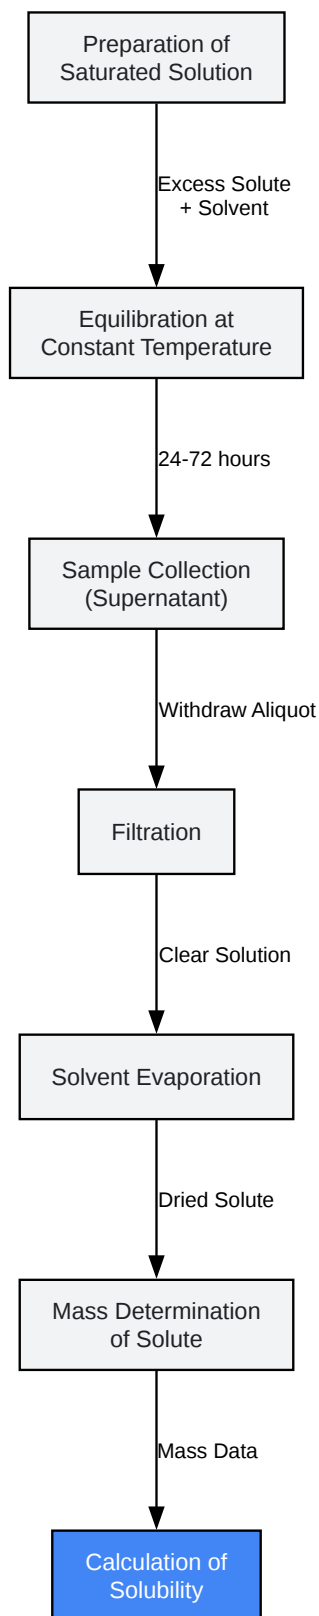 Preparation of
Saturated Solution
Excess Solute
+ Solvent
Equilibration at
Constant Temperature
24-72 hours
Sample Collection
(Supernatant)
Withdraw Aliquot
Filtration
Clear Solution
Solvent Evaporation
Dried Solute
Mass Determination
of Solute
Mass Data
Calculation of
Solubility